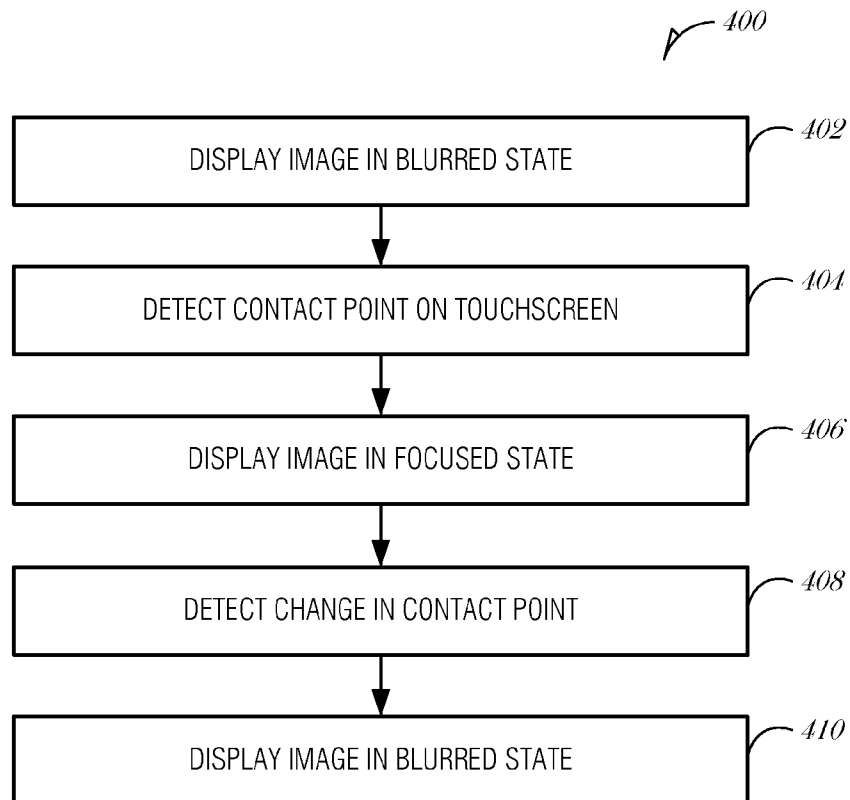 400
DISPLAY IMAGE IN BLURRED STATE
402
DETECT CONTACT POINT ON TOUCHSCREEN
404
DISPLAY IMAGE IN FOCUSED STATE
406
DETECT CHANGE IN CONTACT POINT
408
DISPLAY IMAGE IN BLURRED STATE
410